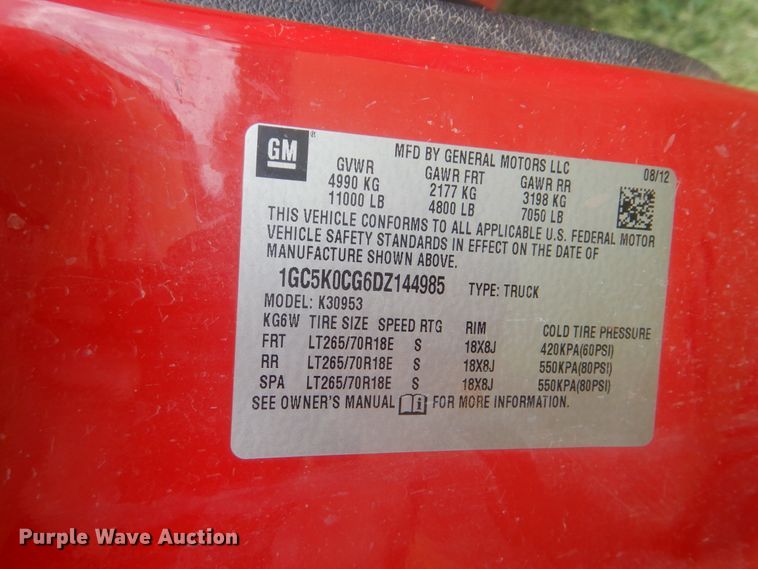 GM ® MFD BY GENERAL MOTORS LLC 08/12
GVWR GAWR FRT GAWR RR
4990 KG 2177 KG 3198 KG
11000 LB 4800 LB 7050 LB
THIS VEHICLE CONFORMS TO ALL APPLICABLE U.S. FEDERAL MOTOR
VEHICLE SAFETY STANDARDS IN EFFECT ON THE DATE OF
MANUFACTURE SHOWN ABOVE.
1GC5K0CG6DZ144985 TYPE: TRUCK
MODEL: K30953
KG6W TIRE SIZE SPEED RTG RIM COLD TIRE PRESSURE
FRT LT265/70R18E S 18X8J 420KPA(60PSI)
RR LT265/70R18E S 18X8J 550KPA(80PSI)
SPA LT265/70R18E S 18X8J 550KPA(80PSI)
SEE OWNER'S MANUAL FOR MORE INFORMATION.
Purple Wave Auction